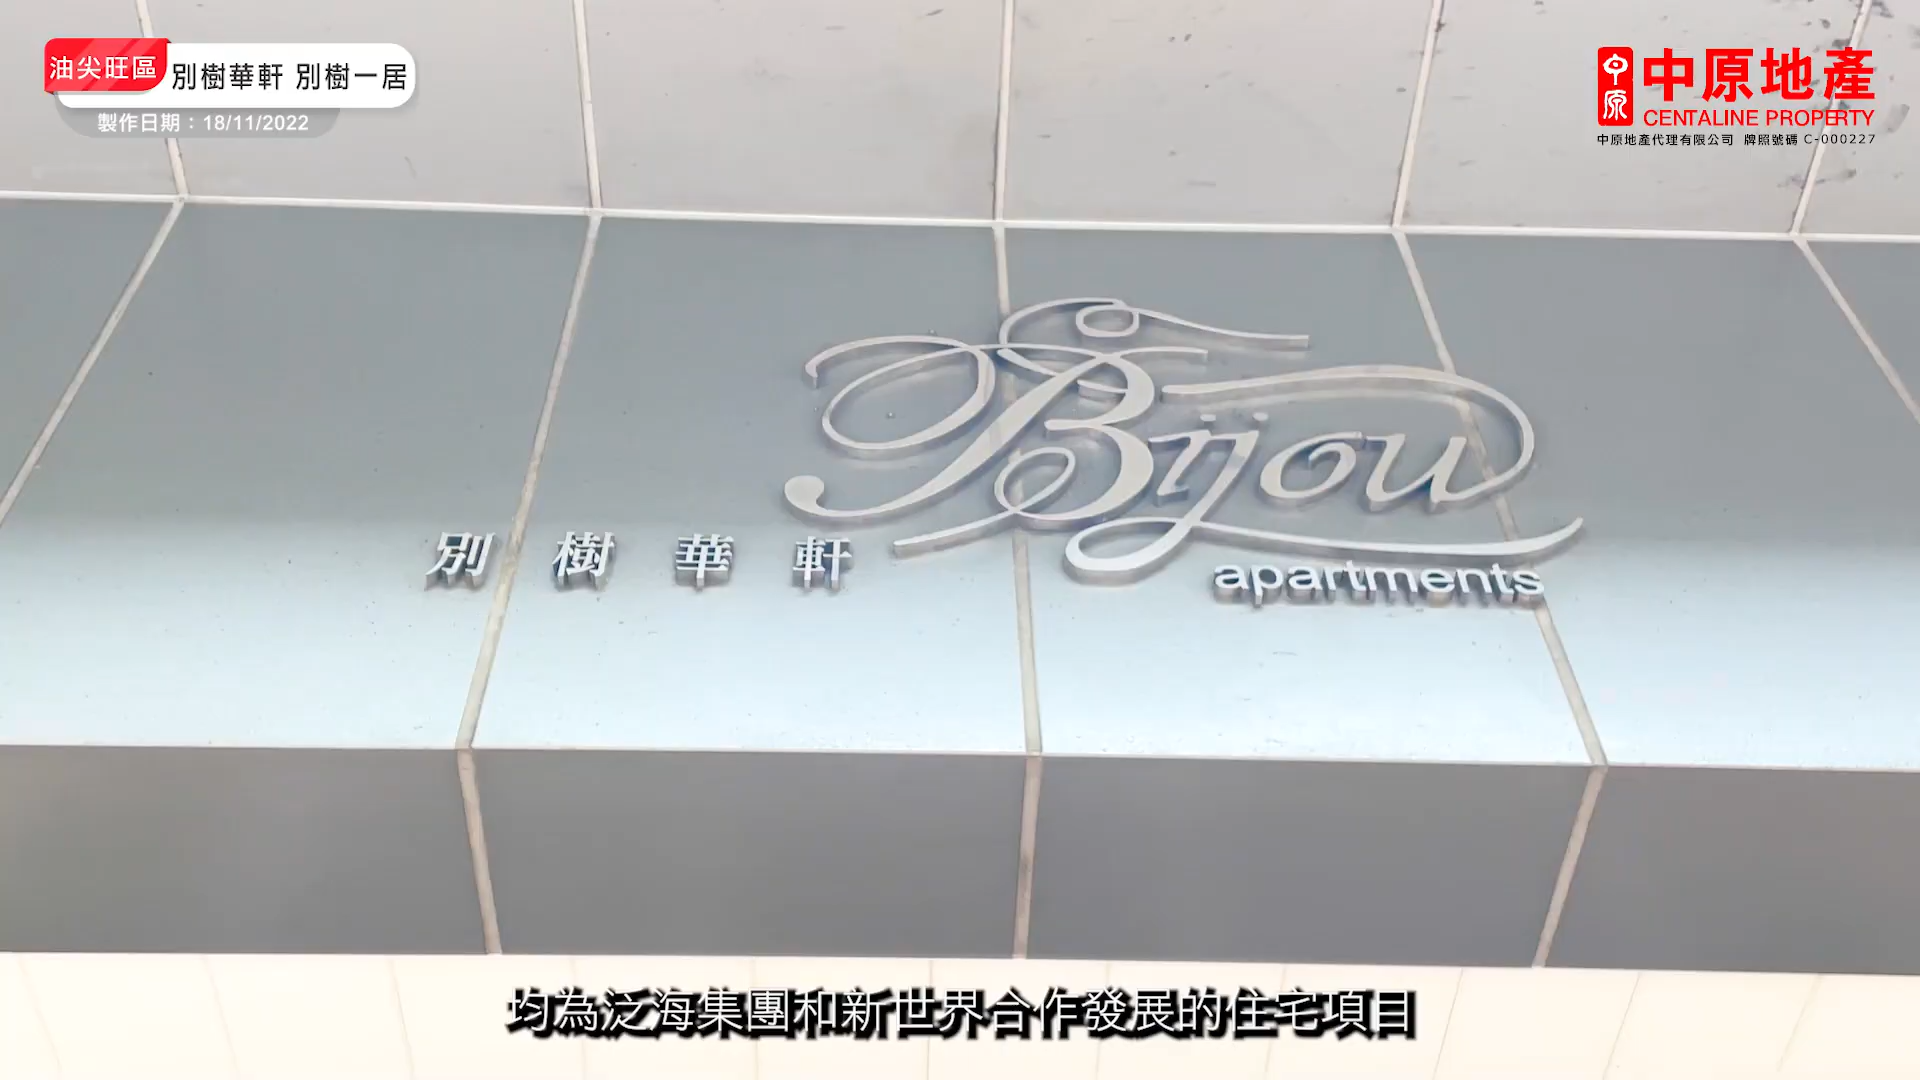 油尖旺區 別樹華軒 別樹一居
製作日期：18/11/2022
中原
中原地產
CENTALINE PROPERTY
中原地產代理有限公司 牌照號碼 C-000227
Bijou
別樹華軒
apartments
均為泛海集團和新世界合作發展的住宅項目